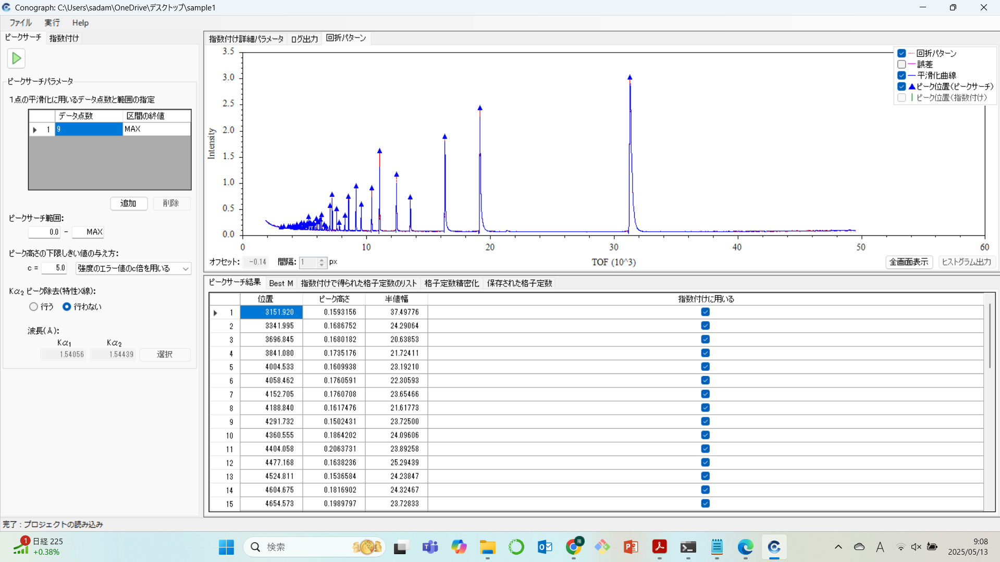 Conograph: C:\Users\sadam\OneDrive\デスクトップ\sample1
ファイル 実行 Help
ピークサーチ 指数付け
ピークサーチパラメータ
1点の平滑化に用いるデータ点数と範囲の指定
データ点数 区間の終値
1 9 MAX
追加 削除
ピークサーチ範囲:
0.0 - MAX
ピーク高さの下限しきい値の与え方:
c = 5.0 強度のエラー値のc倍を用いる
Kα2 ピーク除去(特性X線):
行う 行わない
波長(Å):
Kα1 Kα2
1.54056 1.54439 選択
指数付け詳細パラメータ ログ出力 回折パターン
3.5
3.0
2.5
2.0
1.5
1.0
0.5
0.0
Intensity
0 10 20 30 40 50 60
TOF (10^3)
回折パターン
誤差
平滑化曲線
ピーク位置(ピークサーチ)
ピーク位置(指数付け)
オフセット: -0.14 間隔: 1 px
全画面表示 ヒストグラム出力
ピークサーチ結果 Best M 指数付けで得られた格子定数のリスト 格子定数精密化 保存された格子定数
位置 ピーク高さ 半値幅 指数付けに用いる
1 3151.920 0.1593156 37.49776
2 3341.995 0.1686752 24.29064
3 3696.845 0.1680182 20.63853
4 3841.080 0.1735176 21.72411
5 4004.533 0.1609938 23.19210
6 4058.462 0.1760591 22.30593
7 4152.705 0.1760708 23.65466
8 4188.840 0.1617476 21.61773
9 4291.732 0.1502431 23.72500
10 4360.555 0.1864202 24.09606
11 4404.058 0.2063731 23.89258
12 4477.168 0.1638236 25.29439
13 4524.811 0.1536584 24.23847
14 4604.675 0.1816902 24.32467
15 4654.573 0.1989797 23.72833
完了 : プロジェクトの読み込み
1 日経 225
+0.38%
検索
隆
A
9:08
2025/05/13